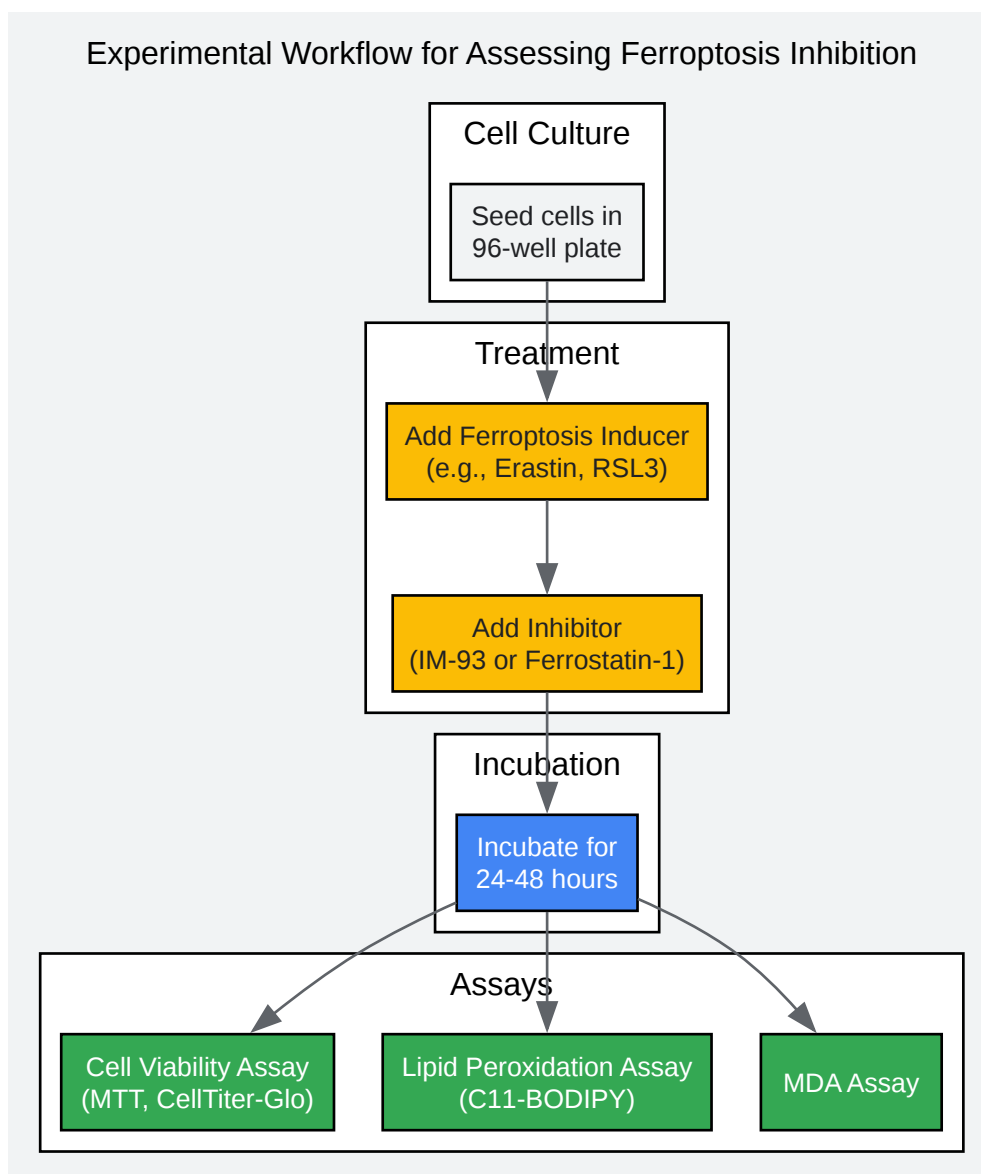 Experimental Workflow for Assessing Ferroptosis Inhibition
Cell Culture
Seed cells in
96-well plate
Treatment
Add Ferroptosis Inducer
(e.g., Erastin, RSL3)
Add Inhibitor
(IM-93 or Ferrostatin-1)
Incubation
Incubate for
24-48 hours
Assays
Cell Viability Assay
(MTT, CellTiter-Glo)
Lipid Peroxidation Assay
(C11-BODIPY)
MDA Assay